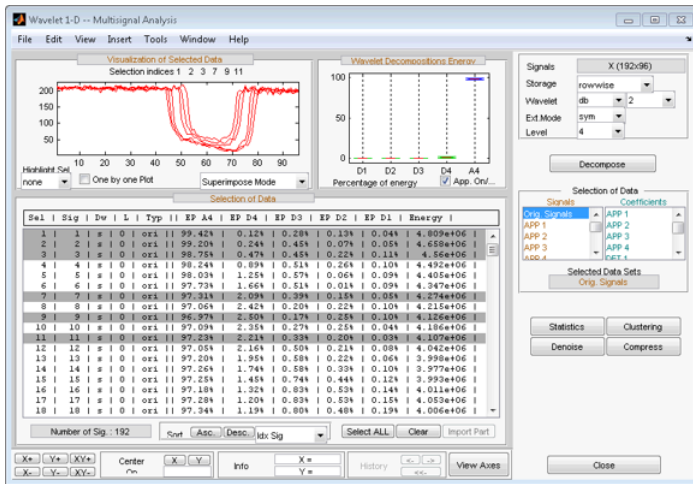 Wavelet 1-D -- Multisignal Analysis
File Edit View Insert Tools Window Help
Visualization of Selected Data
Selection indices 1 2 3 7 9 11
200
150
100
50
10 20 30 40 50 60 70 80 90
Highlight Sel.
none One by one Plot Superimpose Mode
Wavelet Decompositions Energy
100
50
0
D1 D2 D3 D4 A4
Percentage of energy App. On/...
Selection of Data
Sel | Sig | Dw | L | Typ || EP A4 | EP D4 | EP D3 | EP D2 | EP D1 | Energy |
1 | 1 | s | 0 | ori || 99.42% | 0.12% | 0.28% | 0.13% | 0.04% | 4.809e+06 |
2 | 2 | s | 0 | ori || 99.20% | 0.24% | 0.45% | 0.07% | 0.05% | 4.658e+06 |
3 | 3 | s | 0 | ori || 98.75% | 0.47% | 0.45% | 0.22% | 0.11% | 4.56e+06 |
4 | 4 | s | 0 | ori || 98.24% | 0.89% | 0.51% | 0.26% | 0.10% | 4.492e+06 |
5 | 5 | s | 0 | ori || 98.03% | 1.25% | 0.57% | 0.06% | 0.09% | 4.405e+06 |
6 | 6 | s | 0 | ori || 97.73% | 1.66% | 0.51% | 0.01% | 0.09% | 4.347e+06 |
7 | 7 | s | 0 | ori || 97.31% | 2.09% | 0.39% | 0.15% | 0.05% | 4.274e+06 |
8 | 8 | s | 0 | ori || 97.06% | 2.42% | 0.20% | 0.22% | 0.10% | 4.215e+06 |
9 | 9 | s | 0 | ori || 96.97% | 2.50% | 0.17% | 0.25% | 0.10% | 4.126e+06 |
10 | 10 | s | 0 | ori || 97.09% | 2.35% | 0.27% | 0.25% | 0.04% | 4.186e+06 |
11 | 11 | s | 0 | ori || 97.23% | 2.21% | 0.33% | 0.20% | 0.03% | 4.107e+06 |
12 | 12 | s | 0 | ori || 97.05% | 2.16% | 0.50% | 0.21% | 0.08% | 4.042e+06 |
13 | 13 | s | 0 | ori || 97.20% | 1.95% | 0.58% | 0.22% | 0.06% | 3.998e+06 |
14 | 14 | s | 0 | ori || 97.26% | 1.74% | 0.58% | 0.33% | 0.10% | 3.977e+06 |
15 | 15 | s | 0 | ori || 97.25% | 1.45% | 0.74% | 0.44% | 0.12% | 3.993e+06 |
16 | 16 | s | 0 | ori || 97.18% | 1.32% | 0.83% | 0.53% | 0.14% | 4.011e+06 |
17 | 17 | s | 0 | ori || 97.28% | 1.20% | 0.83% | 0.53% | 0.15% | 4.053e+06 |
18 | 18 | s | 0 | ori || 97.34% | 1.19% | 0.80% | 0.48% | 0.19% | 4.006e+06 |
Number of Sig. : 192 Sort Asc. Desc. Idx Sig Select ALL Clear Import Part
X+ Y+ XY+ Center X Y Info X = History <- -> View Axes
X- Y- XY- On Y = <<-
Signals X (192x96)
Storage rowwise
Wavelet db 2
Ext.Mode sym
Level 4
Decompose
Selection of Data
Signals Coefficients
Orig. Signals APP 1
APP 1 APP 2
APP 2 APP 3
APP 3 APP 4
APP 4 DET 1
Selected Data Sets
Orig. Signals
Statistics Clustering
Denoise Compress
Close